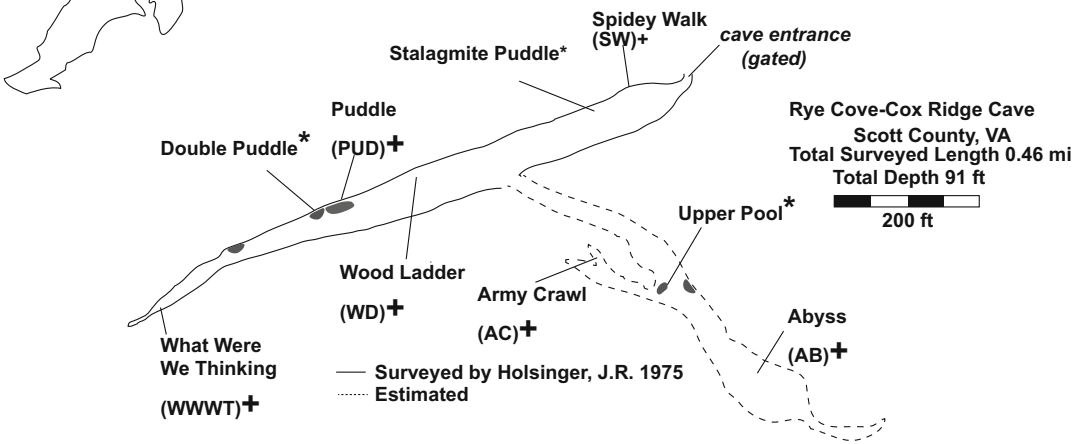 Spidey Walk
(SW)+
cave entrance
(gated)
Stalagmite Puddle*
Rye Cove-Cox Ridge Cave
Scott County, VA
Total Surveyed Length 0.46 mi
Total Depth 91 ft
200 ft
Puddle
(PUD)+
Double Puddle*
Upper Pool*
Wood Ladder
(WD)+
Army Crawl
(AC)+
Abyss
(AB)+
What Were
We Thinking
(WWWT)+
Surveyed by Holsinger, J.R. 1975
Estimated